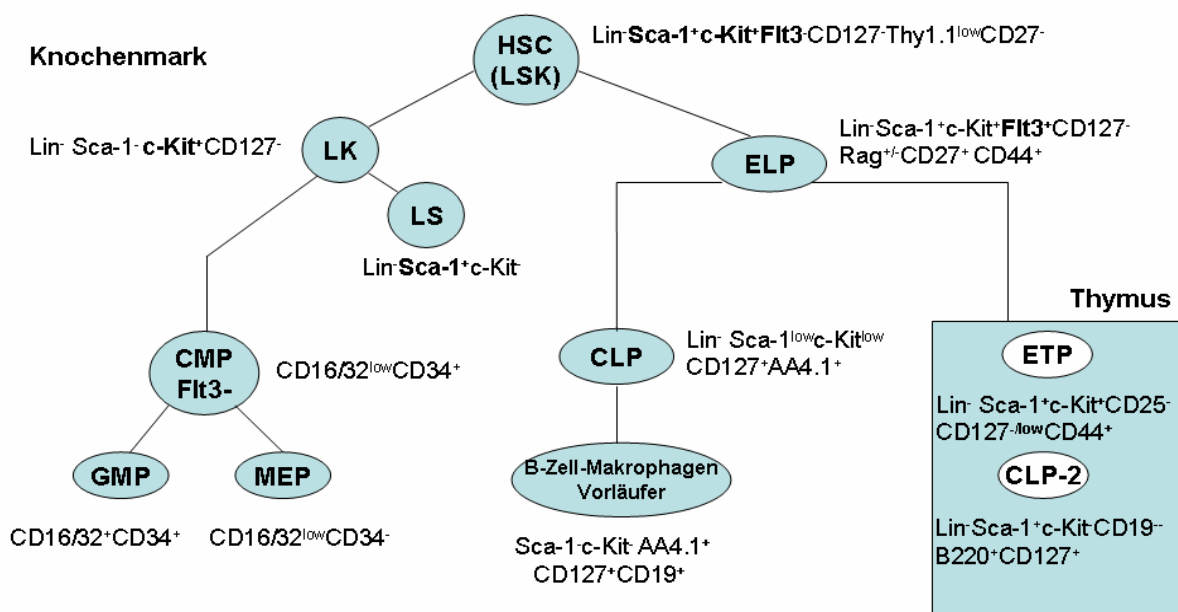 Knochenmark
HSC
(LSK)
Lin⁻Sca-1⁺c-Kit⁺Flt3⁻CD127⁻Thy1.1ˡᵒʷCD27⁻
Lin⁻ Sca-1⁻ c-Kit⁺CD127⁻
LK
LS
Lin⁻Sca-1⁺c-Kit⁻
ELP
Lin⁻Sca-1⁺c-Kit⁺Flt3⁺CD127⁻
Rag⁺/⁻CD27⁺ CD44⁺
CMP
Flt3-
CD16/32ˡᵒʷCD34⁺
GMP
MEP
CD16/32⁺CD34⁺
CD16/32ˡᵒʷCD34⁻
CLP
Lin⁻ Sca-1ˡᵒʷc-Kitˡᵒʷ
CD127⁺AA4.1⁺
B-Zell-Makrophagen
Vorläufer
Sca-1⁻c-Kit⁻ AA4.1⁺
CD127⁺CD19⁺
Thymus
ETP
Lin⁻ Sca-1⁺c-Kit⁺CD25⁻
CD127⁻/ˡᵒʷCD44⁺
CLP-2
Lin⁻Sca-1⁺c-Kit⁻CD19⁻⁻
B220⁺CD127⁺